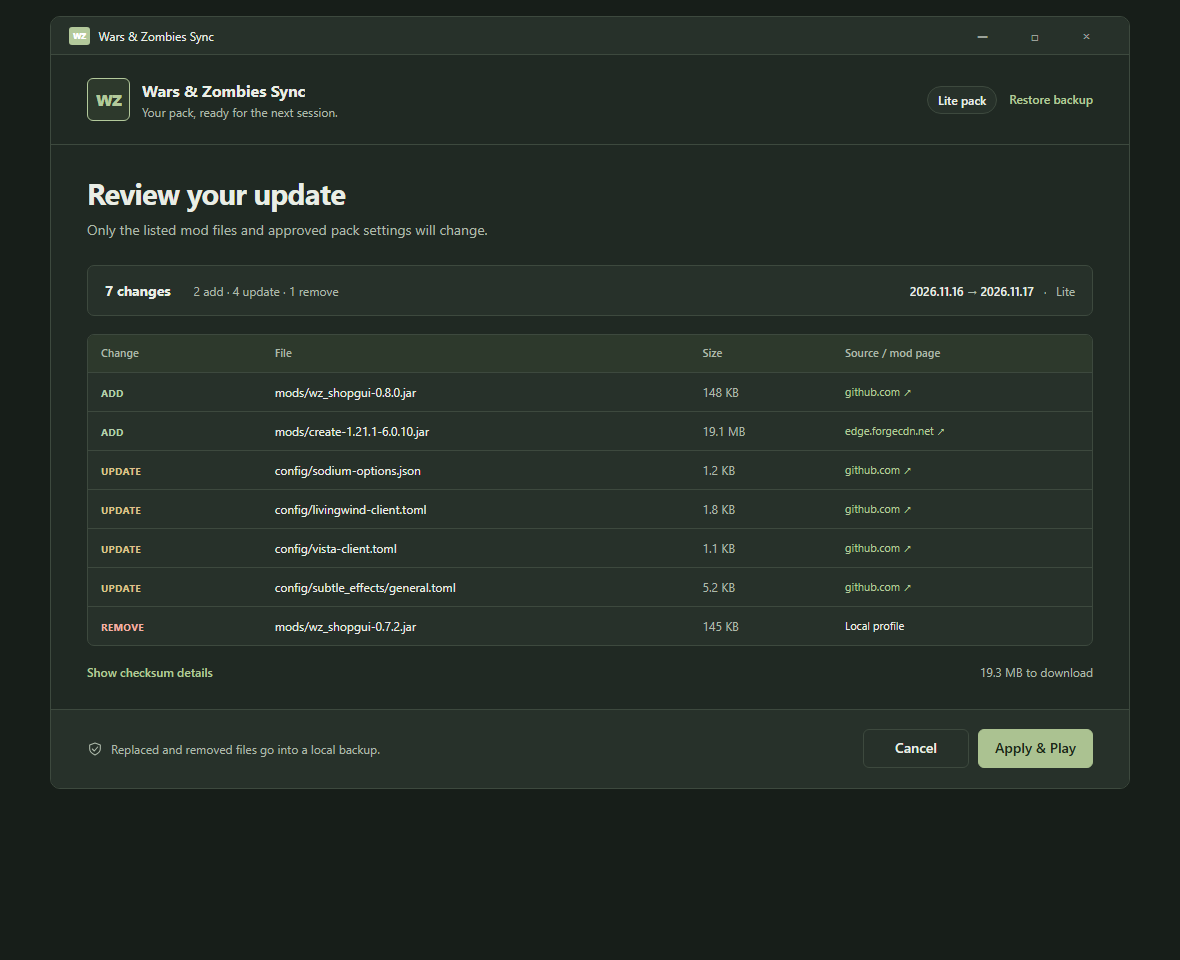 WZ Wars & Zombies Sync
WZ
Wars & Zombies Sync
Your pack, ready for the next session.
Lite pack
Restore backup
Review your update
Only the listed mod files and approved pack settings will change.
7 changes 2 add · 4 update · 1 remove 2026.11.16 → 2026.11.17 · Lite
Change File Size Source / mod page
ADD mods/wz_shopgui-0.8.0.jar 148 KB github.com ↗
ADD mods/create-1.21.1-6.0.10.jar 19.1 MB edge.forgecdn.net ↗
UPDATE config/sodium-options.json 1.2 KB github.com ↗
UPDATE config/livingwind-client.toml 1.8 KB github.com ↗
UPDATE config/vista-client.toml 1.1 KB github.com ↗
UPDATE config/subtle_effects/general.toml 5.2 KB github.com ↗
REMOVE mods/wz_shopgui-0.7.2.jar 145 KB Local profile
Show checksum details 19.3 MB to download
Replaced and removed files go into a local backup.
Cancel
Apply & Play